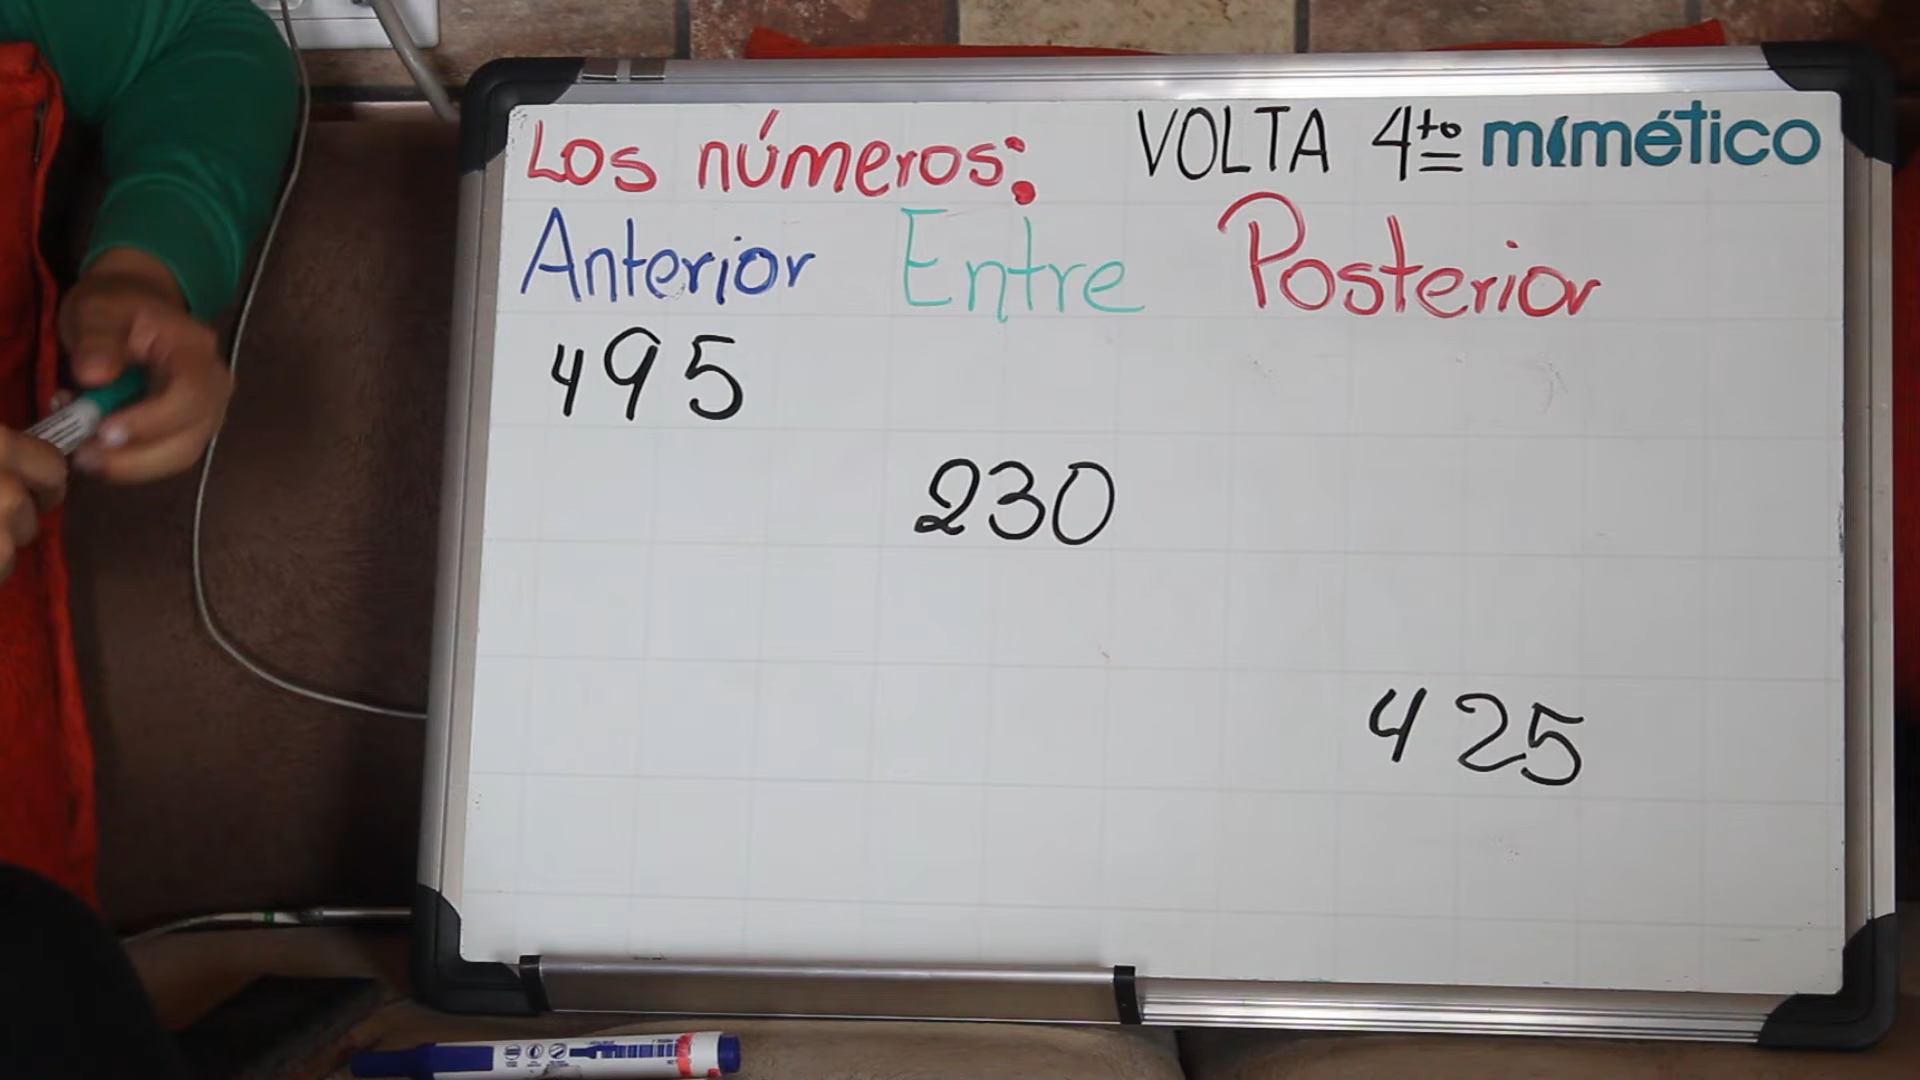 Los números:
VOLTA 4to mimético
Anterior Entre Posterior
495
230
425